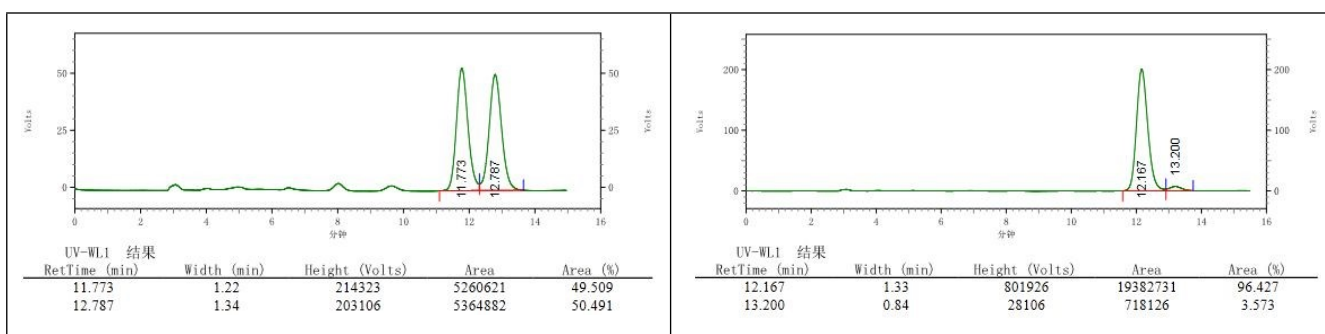 50
25
0
Volts
11.773
12.787
50
25
0
Volts
0 2 4 6 8 10 12 14 16
分钟
UV-WL1 结果
RetTime (min) Width (min) Height (Volts) Area Area (%)
11.773 1.22 214323 5260621 49.509
12.787 1.34 203106 5364882 50.491
200
100
0
Volts
12.167
13.200
200
100
0
Volts
0 2 4 6 8 10 12 14 16
分钟
UV-WL1 结果
RetTime (min) Width (min) Height (Volts) Area Area (%)
12.167 1.33 801926 19382731 96.427
13.200 0.84 28106 718126 3.573